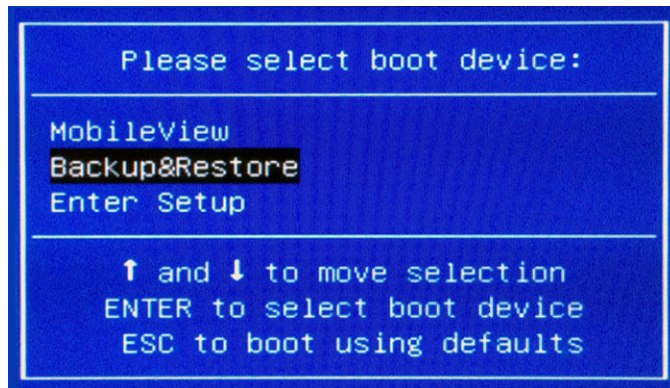 Please select boot device:
MobileView
Backup&Restore
Enter Setup
↑ and ↓ to move selection
ENTER to select boot device
ESC to boot using defaults